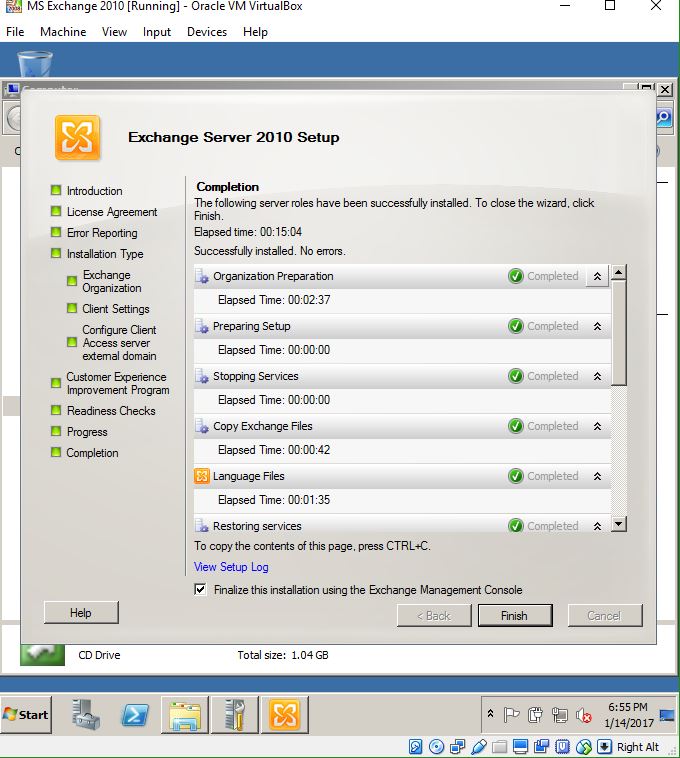 MS Exchange 2010 [Running] - Oracle VM VirtualBox
File Machine View Input Devices Help
Exchange Server 2010 Setup
Introduction
License Agreement
Error Reporting
Installation Type
Exchange
Organization
Client Settings
Configure Client
Access server
external domain
Customer Experience
Improvement Program
Readiness Checks
Progress
Completion
Completion
The following server roles have been successfully installed. To close the wizard, click
Finish.
Elapsed time: 00:15:04
Successfully installed. No errors.
Organization Preparation Completed
Elapsed Time: 00:02:37
Preparing Setup Completed
Elapsed Time: 00:00:00
Stopping Services Completed
Elapsed Time: 00:00:00
Copy Exchange Files Completed
Elapsed Time: 00:00:42
Language Files Completed
Elapsed Time: 00:01:35
Restoring services Completed
To copy the contents of this page, press CTRL+C.
View Setup Log
Finalize this installation using the Exchange Management Console
Help < Back Finish Cancel
CD Drive Total size: 1.04 GB
Start
6:55 PM
1/14/2017
Right Alt